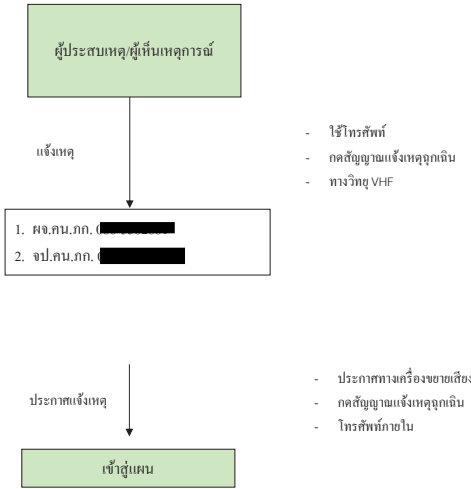 ผู้ประสบเหตุ/ผู้เห็นเหตุการณ์
แจ้งเหตุ
- ใช้โทรศัพท์
- กดสัญญาณแจ้งเหตุฉุกเฉิน
- ทางวิทยุ VHF
1. ผจ.คน.ภก.
2. จป.คน.ภก.
ประกาศแจ้งเหตุ
- ประกาศทางเครื่องขยายเสียง
- กดสัญญาณแจ้งเหตุฉุกเฉิน
- โทรศัพท์ภายใน
เข้าสู่แผน